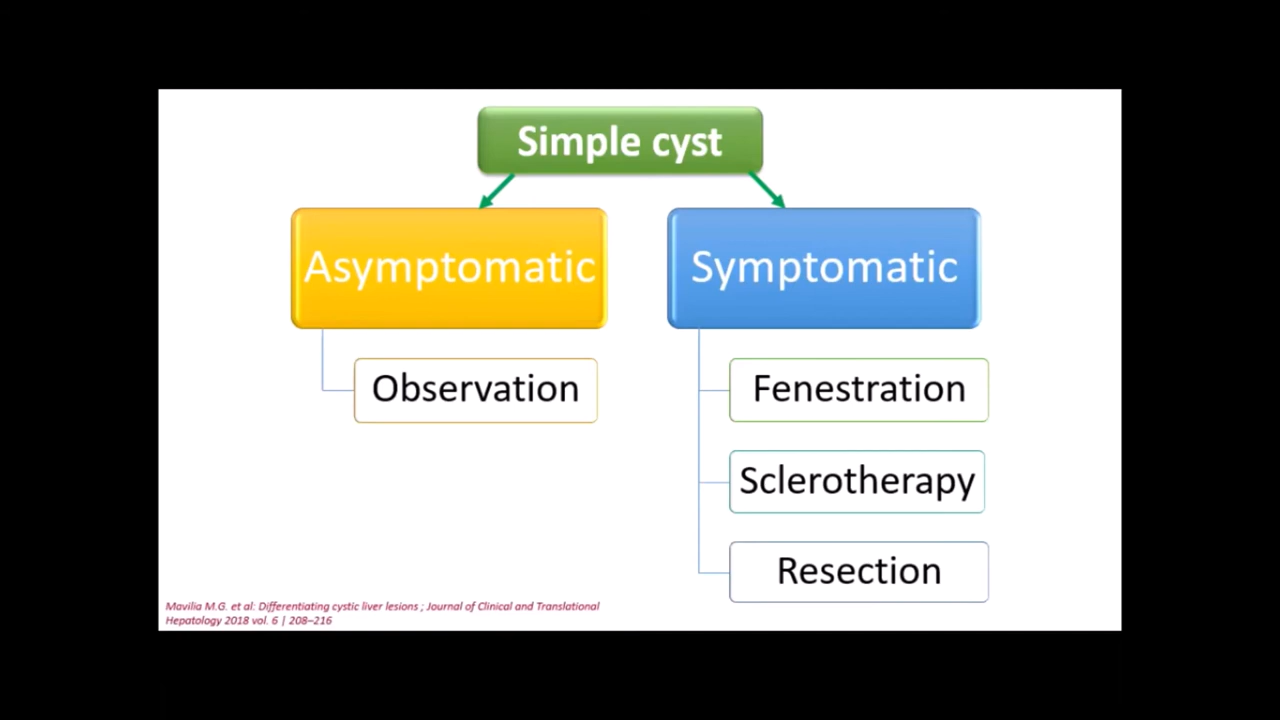 Simple cyst
Asymptomatic
Symptomatic
Observation
Fenestration
Sclerotherapy
Resection
Mavilia M.G. et al: Differentiating cystic liver lesions ; Journal of Clinical and Translational
Hepatology 2018 vol. 6 | 208–216